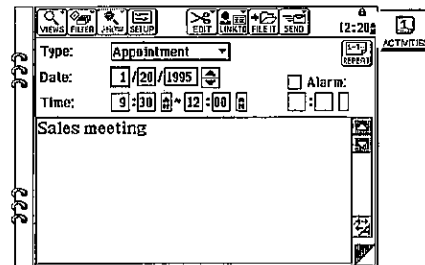 VIEWS FILTER SHOW SETUP EDIT LINKTO FILE IT SEND 12:20
ACTIVITIES
Type: Appointment
REPEAT
Date: 1/20/1995
Alarm:
Time: 9:30 ~ 12:00
Sales meeting